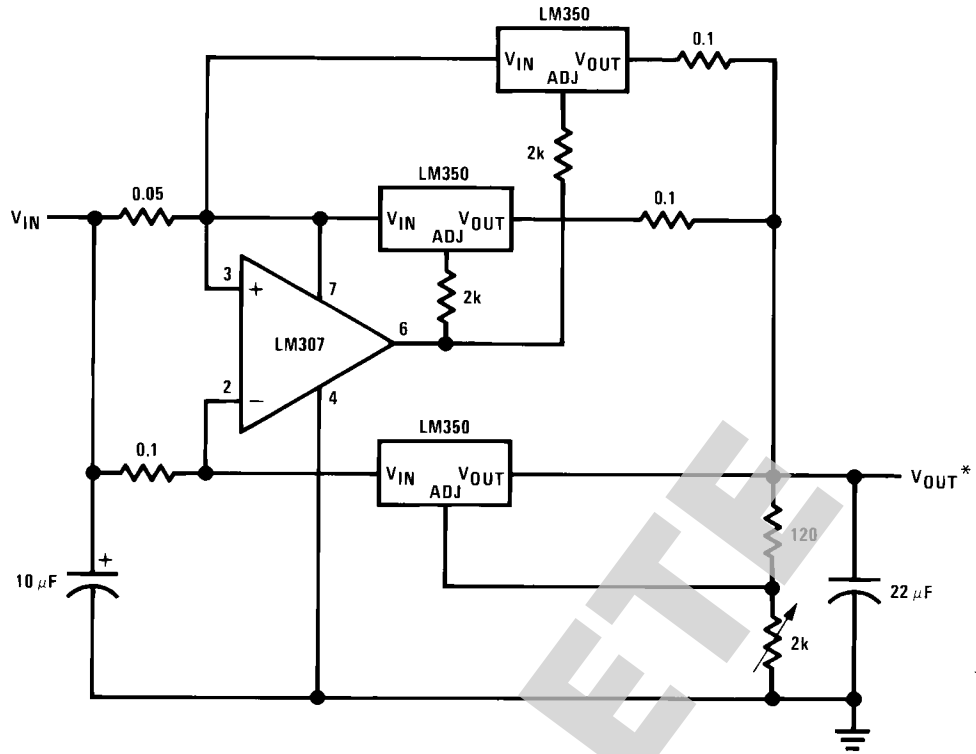 LM350
0.1
V_IN V_OUT
ADJ
2k
LM350
0.05
0.1
V_IN
V_IN V_OUT
ADJ
3
+
7
2k
LM307
6
2
−
4
LM350
0.1
V_IN V_OUT
ADJ
V_OUT*
120
+
10 μF
22 μF
2k
ETE